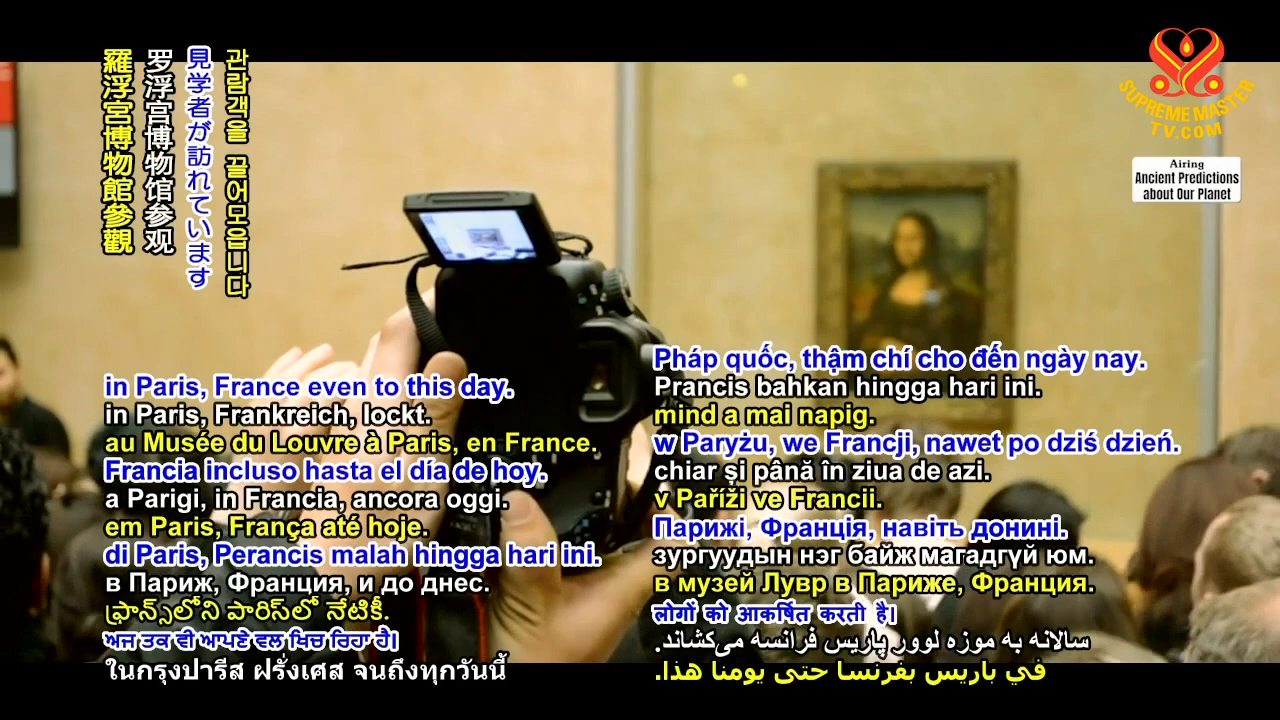 관람객을 끌어모읍니다
見学者が訪れています
罗浮宫博物馆参观
羅浮宮博物館參觀
SUPREME MASTER
TV.COM
Airing
Ancient Predictions
about Our Planet
in Paris, France even to this day.
in Paris, Frankreich, lockt.
au Musée du Louvre à Paris, en France.
Francia incluso hasta el día de hoy.
a Parigi, in Francia, ancora oggi.
em Paris, França até hoje.
di Paris, Perancis malah hingga hari ini.
в Париж, Франция, и до днес.
ఫ్రాన్స్‌లోని పారిస్‌లో నేటికీ.
ਅਜ ਤਕ ਵੀ ਆਪਣੇ ਵਲ ਖਿਚ ਰਿਹਾ ਹੈ।
ในกรุงปารีส ฝรั่งเศส จนถึงทุกวันนี้
Pháp quốc, thậm chí cho đến ngày nay.
Prancis bahkan hingga hari ini.
mind a mai napig.
w Paryżu, we Francji, nawet po dziś dzień.
chiar și până în ziua de azi.
v Paříži ve Francii.
Парижі, Франція, навіть донині.
зургуудын нэг байж магадгүй юм.
в музей Лувр в Париже, Франция.
लोगों को आकर्षित करती है।
سالانه به موزه لوور پاریس فرانسه می‌کشاند.
في باريس بفرنسا حتى يومنا هذا.